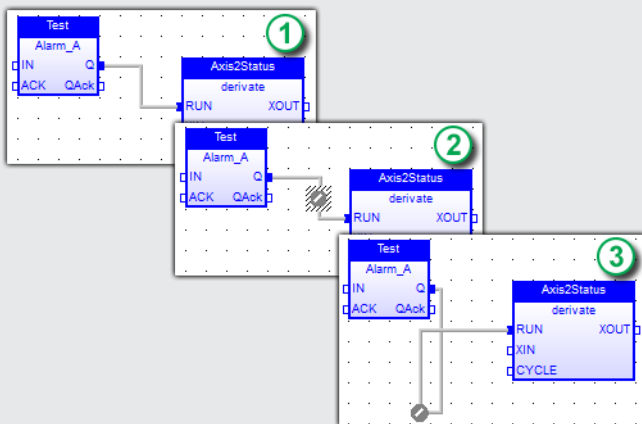 1
Test
Alarm_A
IN Q
ACK QAck
Axis2Status
derivate
RUN XOUT
2
Test
Alarm_A
IN Q
ACK QAck
Axis2Status
derivate
RUN XOUT
3
Test
Alarm_A
IN Q
ACK QAck
Axis2Status
derivate
RUN XOUT
XIN
CYCLE